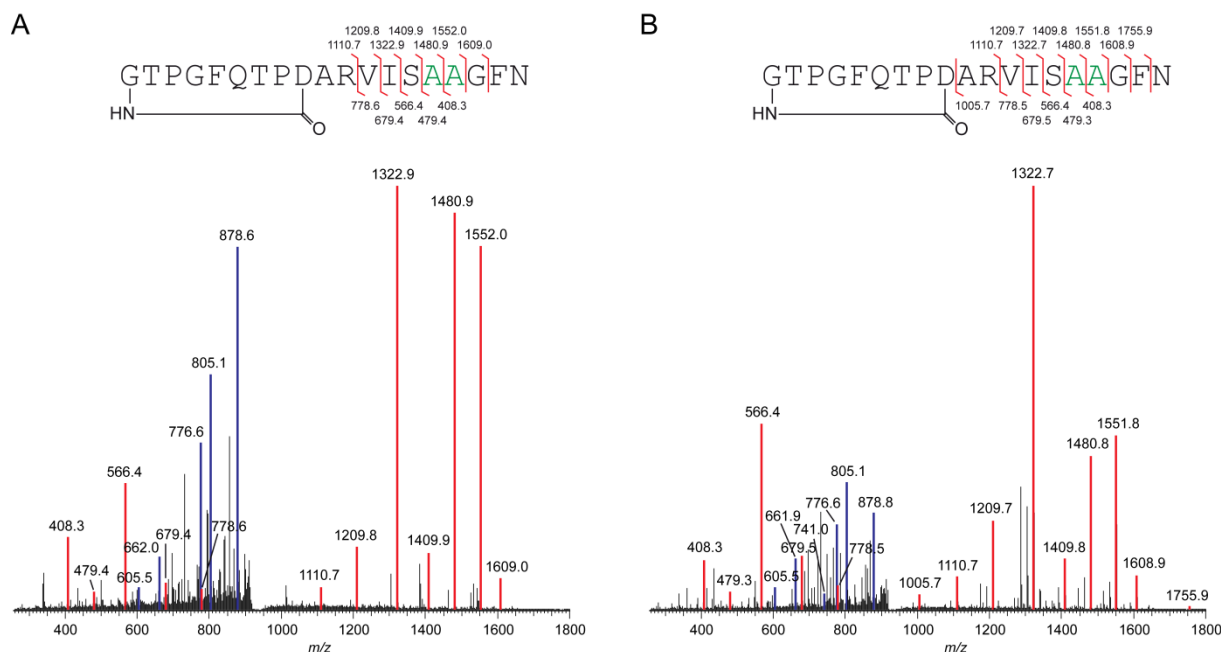 A
1209.8 1409.9 1552.0
1110.7 1322.9 1480.9 1609.0
GTPGFQTPDARVISAAGFN
778.6 566.4 408.3
679.4 479.4
HN
O
1322.9
1480.9
1552.0
878.6
805.1
776.6
566.4
408.3
479.4
662.0
679.4
605.5
778.6
1110.7
1209.8
1409.9
1609.0
400 600 800 1000 1200 1400 1600 1800
m/z
B
1209.7 1409.8 1551.8 1755.9
1110.7 1322.7 1480.8 1608.9
GTPGFQTPDARVISAAGFN
1005.7 778.5 566.4 408.3
679.5 479.3
HN
O
1322.7
566.4
805.1
776.6
878.8
661.9
741.0
679.5
778.5
408.3
479.3
605.5
1005.7
1110.7
1209.7
1409.8
1480.8
1551.8
1608.9
1755.9
400 600 800 1000 1200 1400 1600 1800
m/z